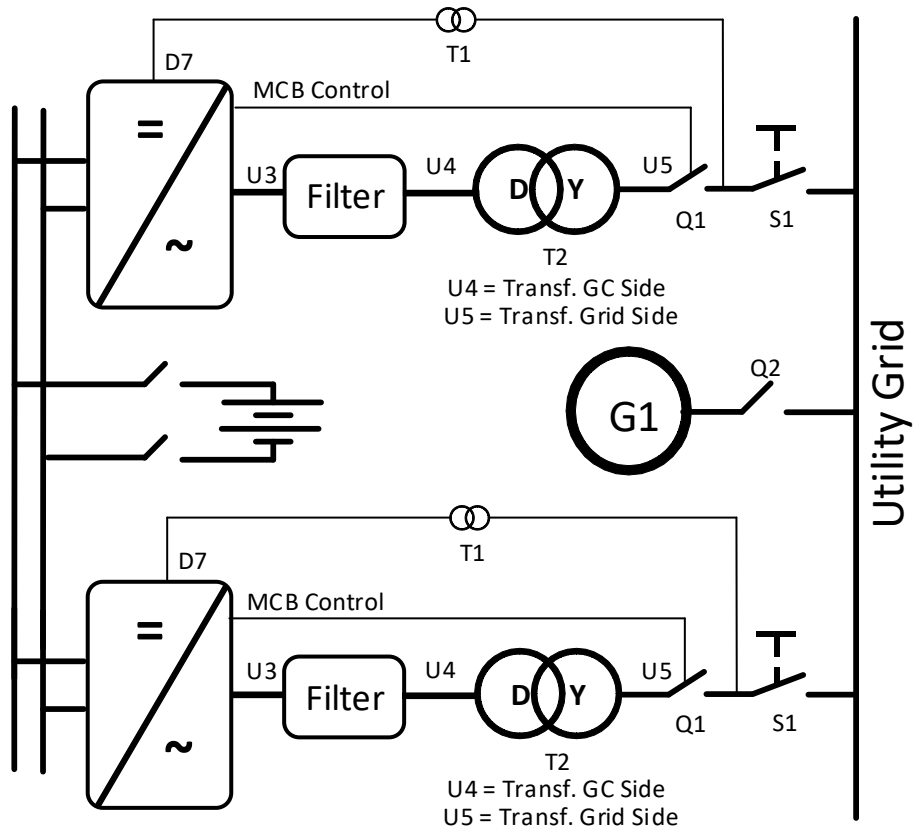 T1
D7
MCB Control
=
~
U3
Filter
U4
D
Y
U5
Q1
S1
T2
U4 = Transf. GC Side
U5 = Transf. Grid Side
G1
Q2
Utility Grid
T1
D7
MCB Control
=
~
U3
Filter
U4
D
Y
U5
Q1
S1
T2
U4 = Transf. GC Side
U5 = Transf. Grid Side